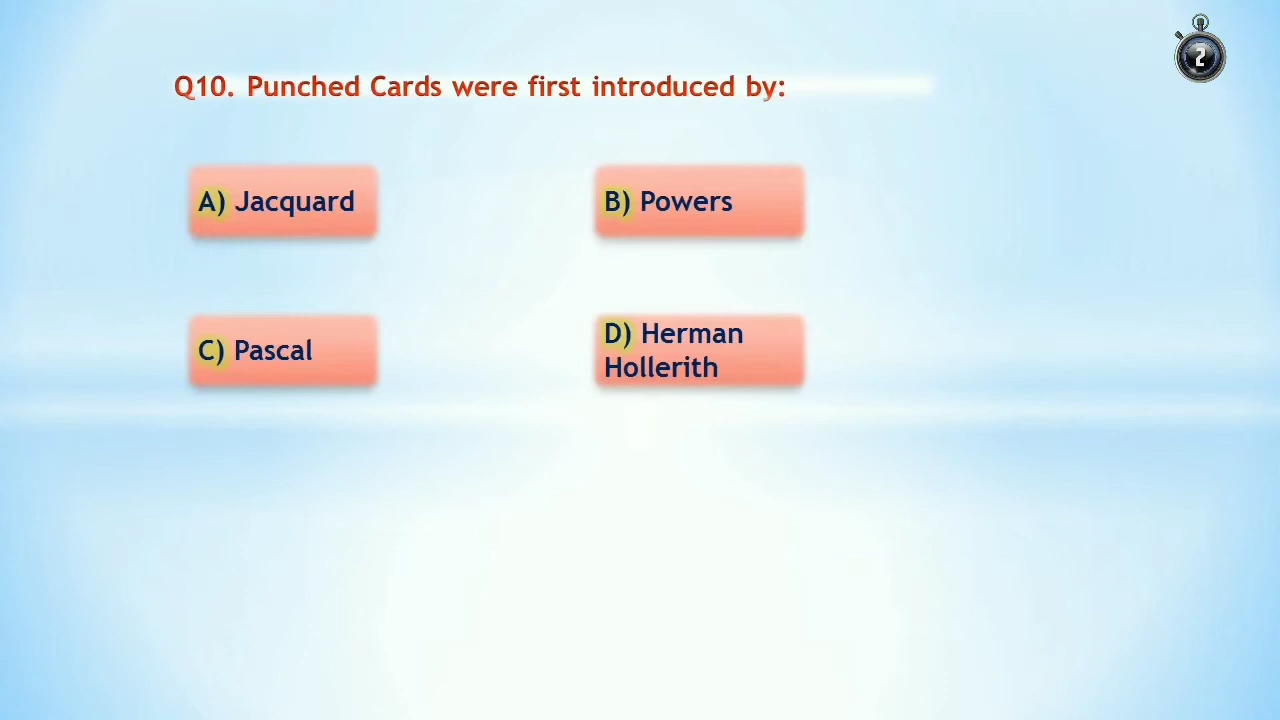 2
Q10. Punched Cards were first introduced by:
A) Jacquard
B) Powers
C) Pascal
D) Herman
Hollerith